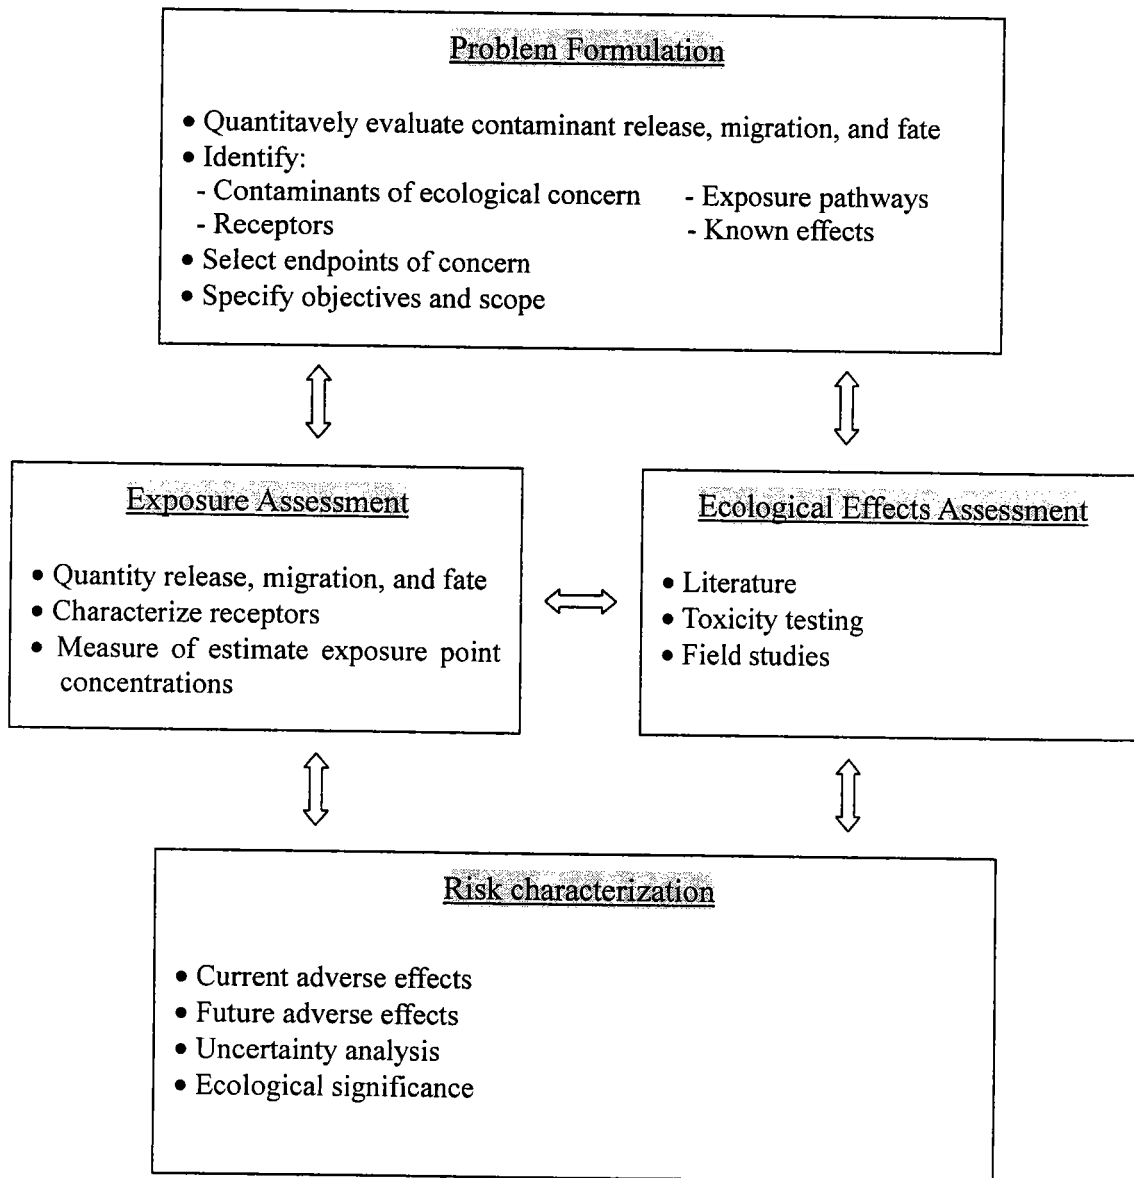 Problem Formulation
• Quantitavely evaluate contaminant release, migration, and fate
• Identify:
- Contaminants of ecological concern - Exposure pathways
- Receptors - Known effects
• Select endpoints of concern
• Specify objectives and scope
Exposure Assessment
• Quantity release, migration, and fate
• Characterize receptors
• Measure of estimate exposure point
concentrations
Ecological Effects Assessment
• Literature
• Toxicity testing
• Field studies
Risk characterization
• Current adverse effects
• Future adverse effects
• Uncertainty analysis
• Ecological significance